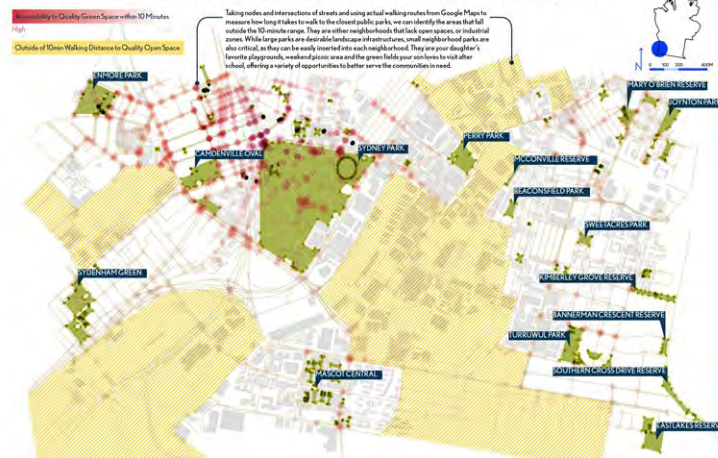 Accessibility to Quality Green Space within 10 Minutes
High
Outside of 10min Walking Distance to Quality Open Space
Taking nodes and intersections of streets and using actual walking routes from Google Maps to
measure how long it takes to walk to the closest public parks, we can identify the areas that fall
outside the 10-minute range. They are either neighborhoods that lack open spaces, or industrial
zones. While large parks are desirable landscape infrastructures, small neighborhood parks are
also critical, as they can be easily inserted into each neighborhood. They are your daughter's
favorite playgrounds, weekend picnic area and the green fields your son loves to visit after
school, offering a variety of opportunities to better serve the communities in need.
N
0 100 200 400M
ENMORE PARK
MARY O'BRIEN RESERVE
JOYNTON PARK
CAMDENVILLE OVAL
SYDNEY PARK
PERRY PARK
MCCONVILLE RESERVE
BEACONSFIELD PARK
SWEETACRES PARK
SYDENHAM GREEN
KIMBERLEY GROVE RESERVE
BANNERMAN CRESCENT RESERVE
TURRUWUL PARK
SOUTHERN CROSS DRIVE RESERVE
MASCOT CENTRAL
EASTLAKES RESERVE